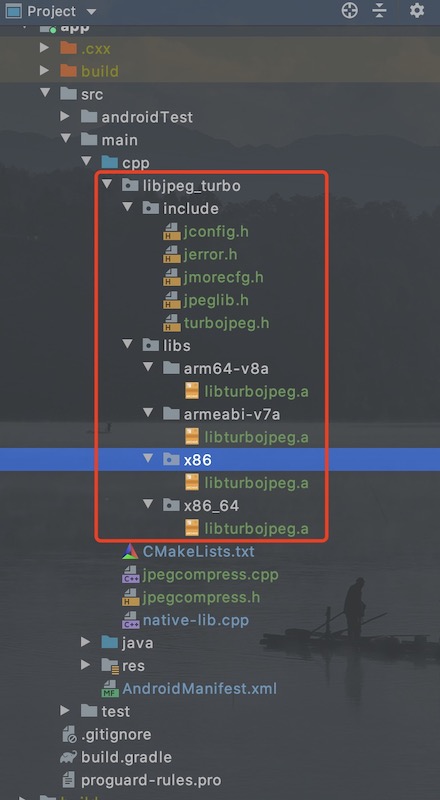 Project
app
.cxx
build
src
androidTest
main
cpp
libjpeg_turbo
include
jconfig.h
jerror.h
jmorecfg.h
jpeglib.h
turbojpeg.h
libs
arm64-v8a
libturbojpeg.a
armeabi-v7a
libturbojpeg.a
x86
libturbojpeg.a
x86_64
libturbojpeg.a
CMakeLists.txt
jpegcompress.cpp
jpegcompress.h
native-lib.cpp
java
res
AndroidManifest.xml
test
.gitignore
build.gradle
proguard-rules.pro